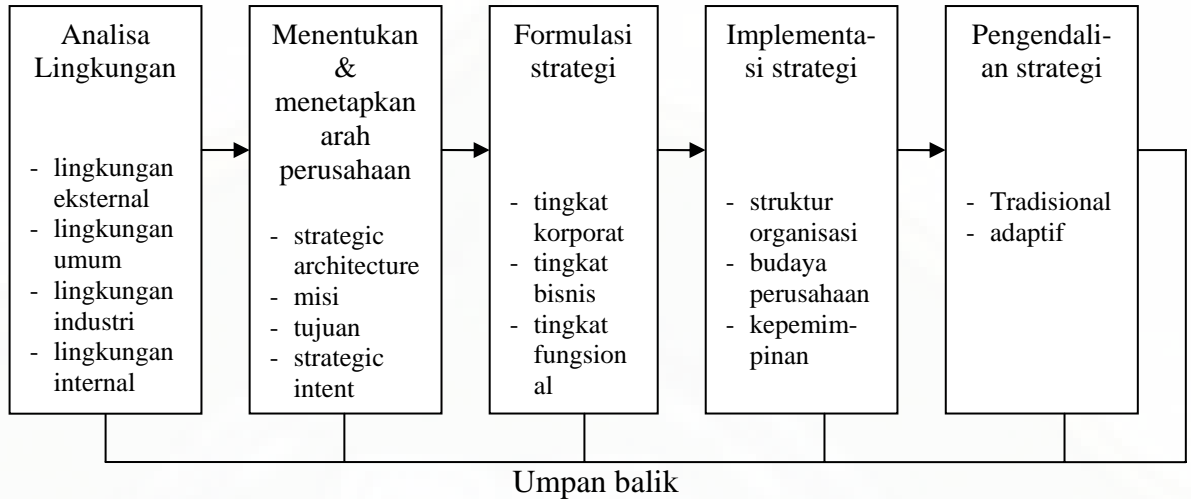 Analisa
Lingkungan
- lingkungan
eksternal
- lingkungan
umum
- lingkungan
industri
- lingkungan
internal
Menentukan
&
menetapkan
arah
perusahaan
- strategic
architecture
- misi
- tujuan
- strategic
intent
Formulasi
strategi
- tingkat
korporat
- tingkat
bisnis
- tingkat
fungsion
al
Implementa-
si strategi
- struktur
organisasi
- budaya
perusahaan
- kepemim-
pinan
Pengendali-
an strategi
- Tradisional
- adaptif
Umpan balik